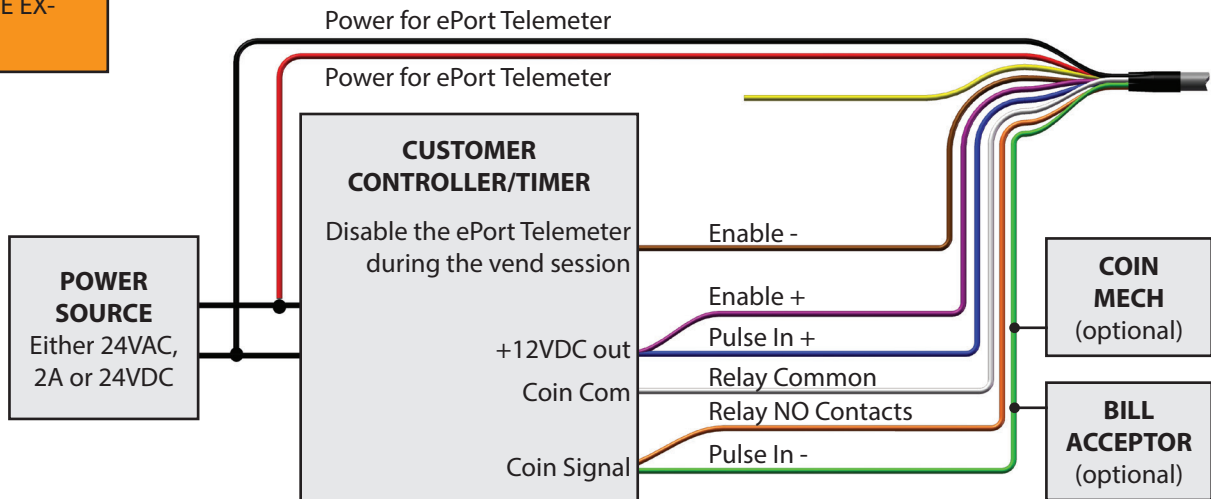 E EX-
Power for ePort Telemeter
Power for ePort Telemeter
CUSTOMER
CONTROLLER/TIMER
Disable the ePort Telemeter
during the vend session
Enable -
POWER
SOURCE
Either 24VAC,
2A or 24VDC
COIN
MECH
(optional)
Enable +
+12VDC out
Pulse In +
Coin Com
Relay Common
Relay NO Contacts
Coin Signal
Pulse In -
BILL
ACCEPTOR
(optional)